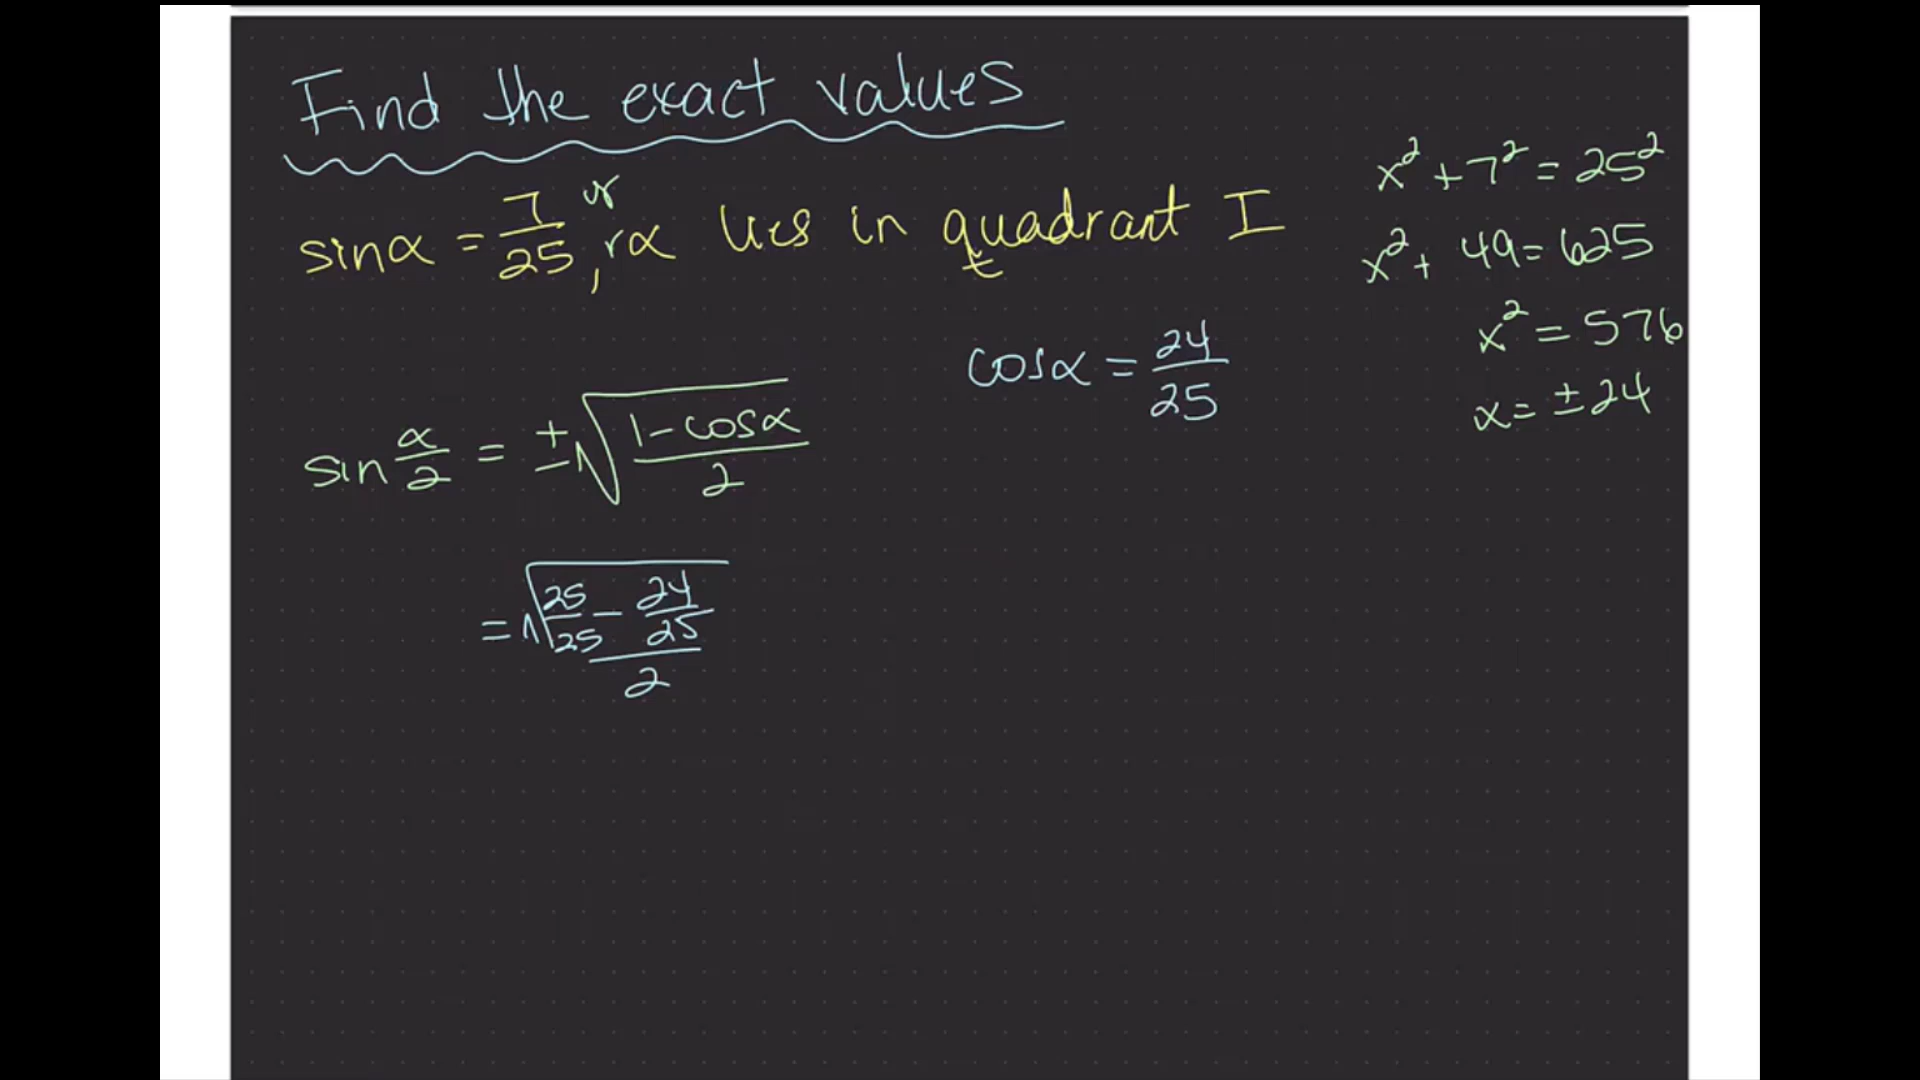 Find the exact values
sinα = 7/25 y/r, α lies in quadrant I
x² + 7² = 25²
x² + 49 = 625
x² = 576
x = ±24
cosα = 24/25
sin α/2 = ±√((1-cosα)/2)
= √((25/25 - 24/25)/2)